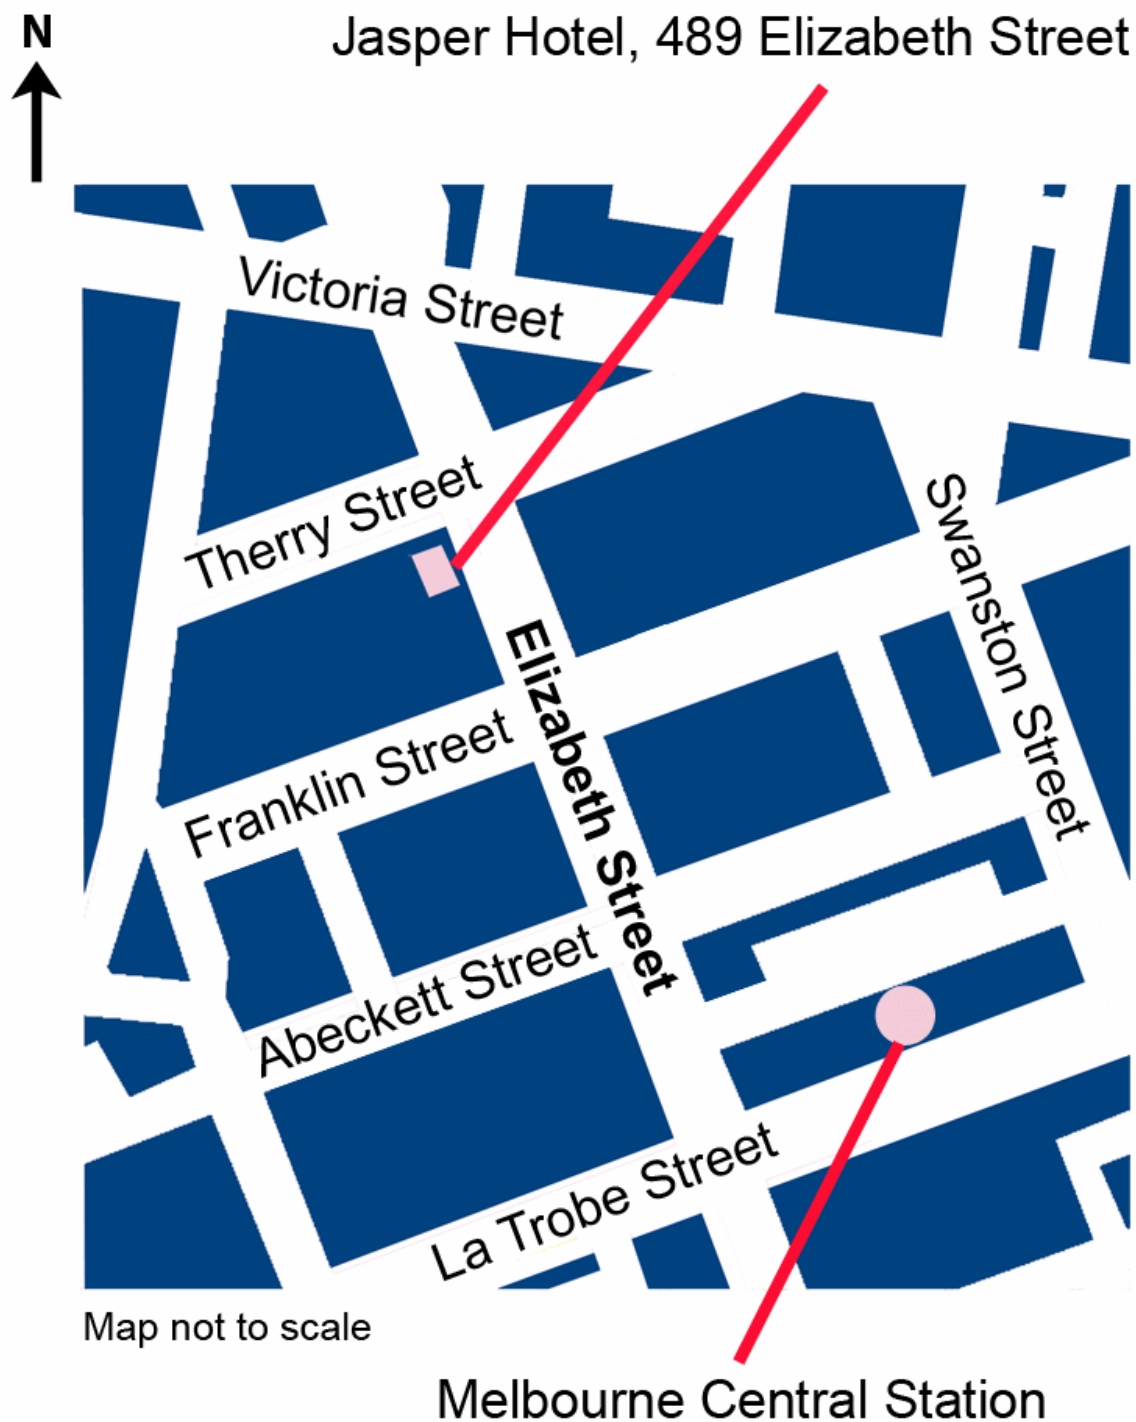 N
Jasper Hotel, 489 Elizabeth Street
Victoria Street
Therry Street
Swanston Street
Elizabeth Street
Franklin Street
Abeckett Street
La Trobe Street
Map not to scale
Melbourne Central Station